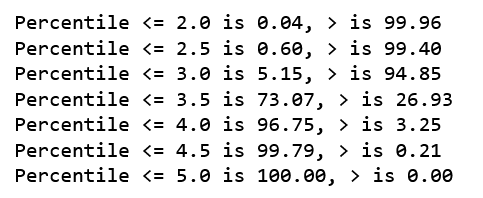 Percentile <= 2.0 is 0.04, > is 99.96
Percentile <= 2.5 is 0.60, > is 99.40
Percentile <= 3.0 is 5.15, > is 94.85
Percentile <= 3.5 is 73.07, > is 26.93
Percentile <= 4.0 is 96.75, > is 3.25
Percentile <= 4.5 is 99.79, > is 0.21
Percentile <= 5.0 is 100.00, > is 0.00